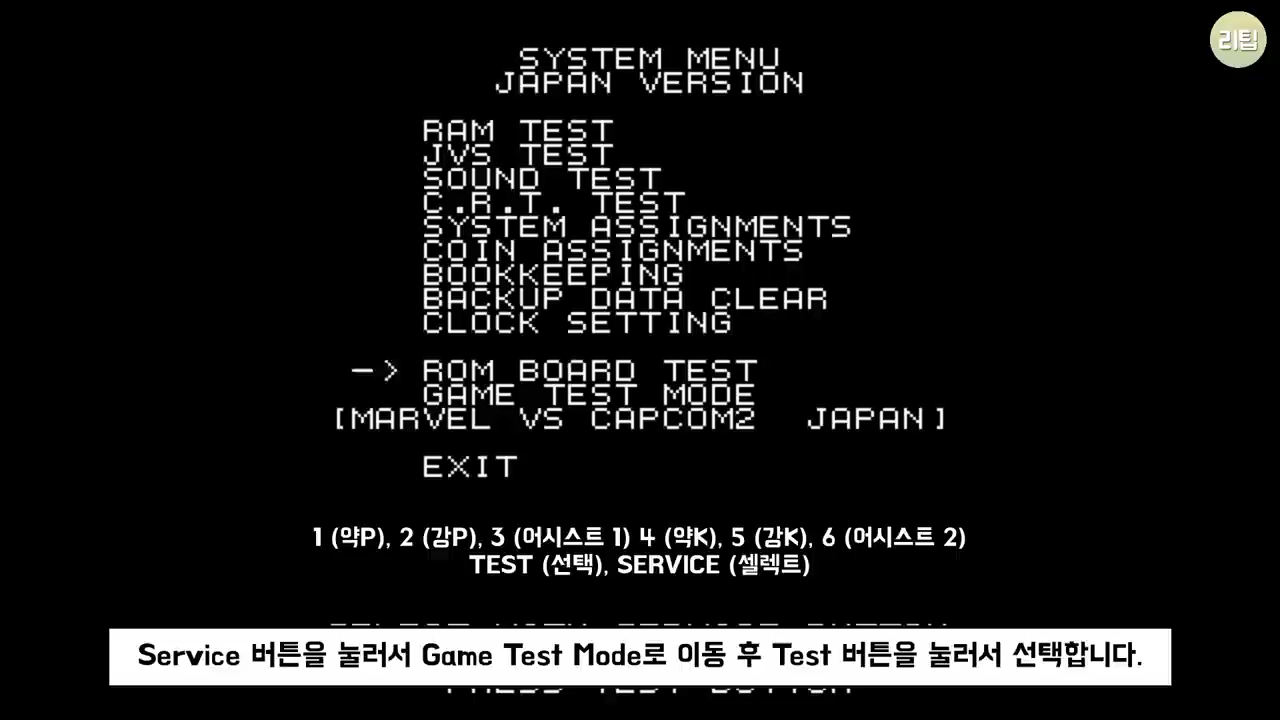 리팁
SYSTEM MENU
JAPAN VERSION
RAM TEST
JVS TEST
SOUND TEST
C.R.T. TEST
SYSTEM ASSIGNMENTS
COIN ASSIGNMENTS
BOOKKEEPING
BACKUP DATA CLEAR
CLOCK SETTING
-> ROM BOARD TEST
GAME TEST MODE
[MARVEL VS CAPCOM2 JAPAN]
EXIT
1 (약P), 2 (강P), 3 (어시스트 1) 4 (약K), 5 (강K), 6 (어시스트 2)
TEST (선택), SERVICE (셀렉트)
Service 버튼을 눌러서 Game Test Mode로 이동 후 Test 버튼을 눌러서 선택합니다.